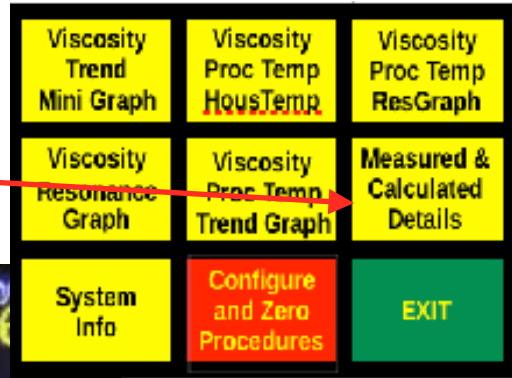 Viscosity
Trend
Mini Graph
Viscosity
Proc Temp
HousTemp
Viscosity
Proc Temp
ResGraph
Viscosity
Resonance
Graph
Viscosity
Proc Temp
Trend Graph
Measured &
Calculated
Details
System
Info
Configure
and Zero
Procedures
EXIT